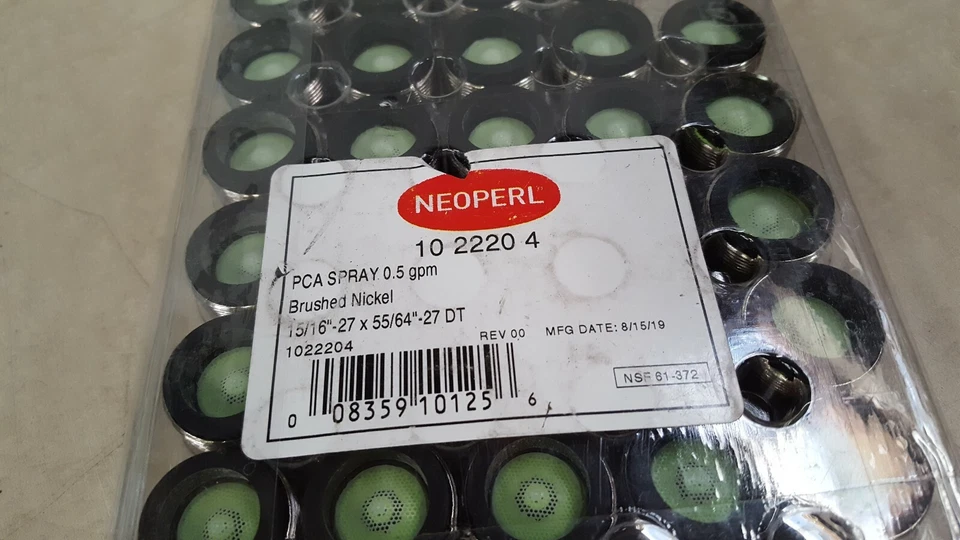 NEOPERL
10 2220 4
PCA SPRAY 0.5 gpm
Brushed Nickel
15/16"-27 x 55/64"-27 DT
1022204
REV 00 MFG DATE: 8/15/19
NSF 61-372
0 08359 10125 6